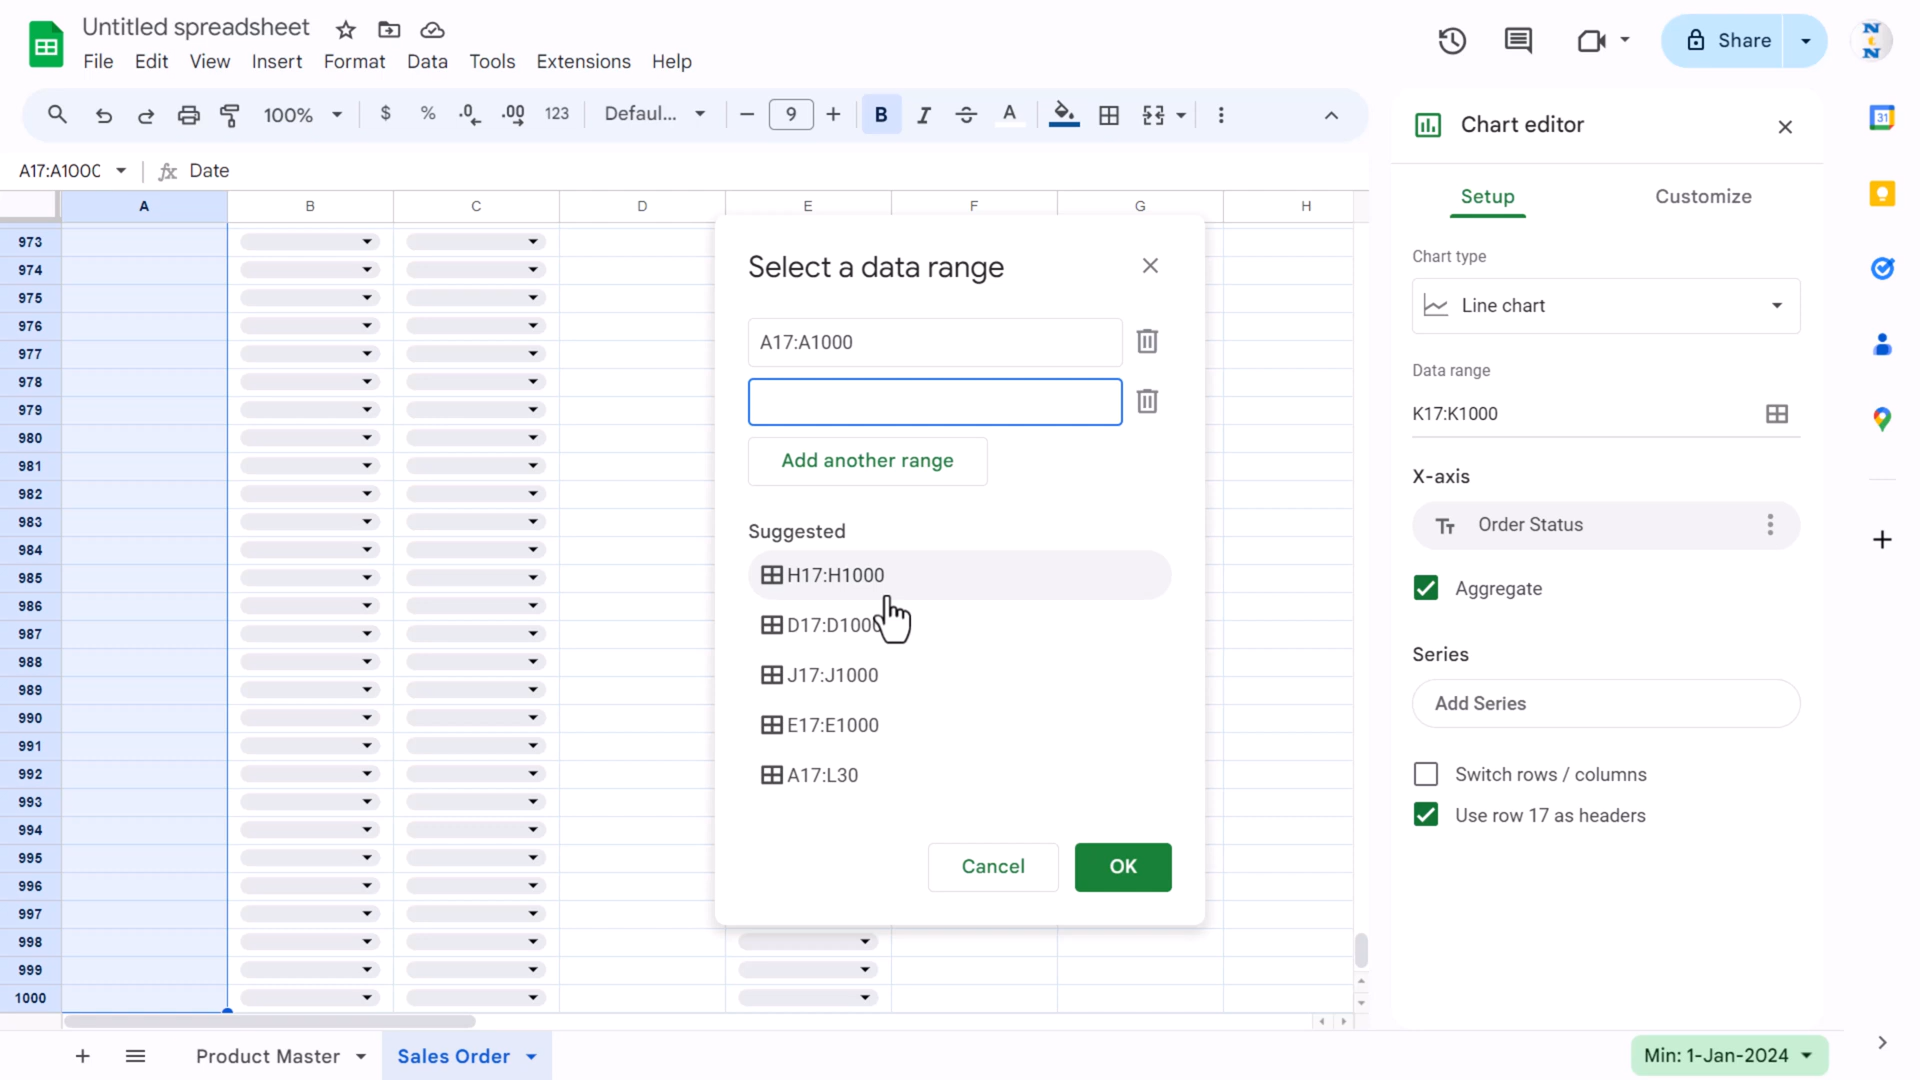 Untitled spreadsheet
File Edit View Insert Format Data Tools Extensions Help
Share
100% $ % .0 .00 123 Defaul... 9 B I A
A17:A100C
fx Date
A B C D E F G H
973
974
975
976
977
978
979
980
981
982
983
984
985
986
987
988
989
990
991
992
993
994
995
996
997
998
999
1000
Select a data range
A17:A1000
Add another range
Suggested
H17:H1000
D17:D1000
J17:J1000
E17:E1000
A17:L30
Cancel OK
Chart editor
Setup Customize
Chart type
Line chart
Data range
K17:K1000
X-axis
Tт Order Status
Aggregate
Series
Add Series
Switch rows / columns
Use row 17 as headers
31
N
N
Product Master Sales Order
Min: 1-Jan-2024